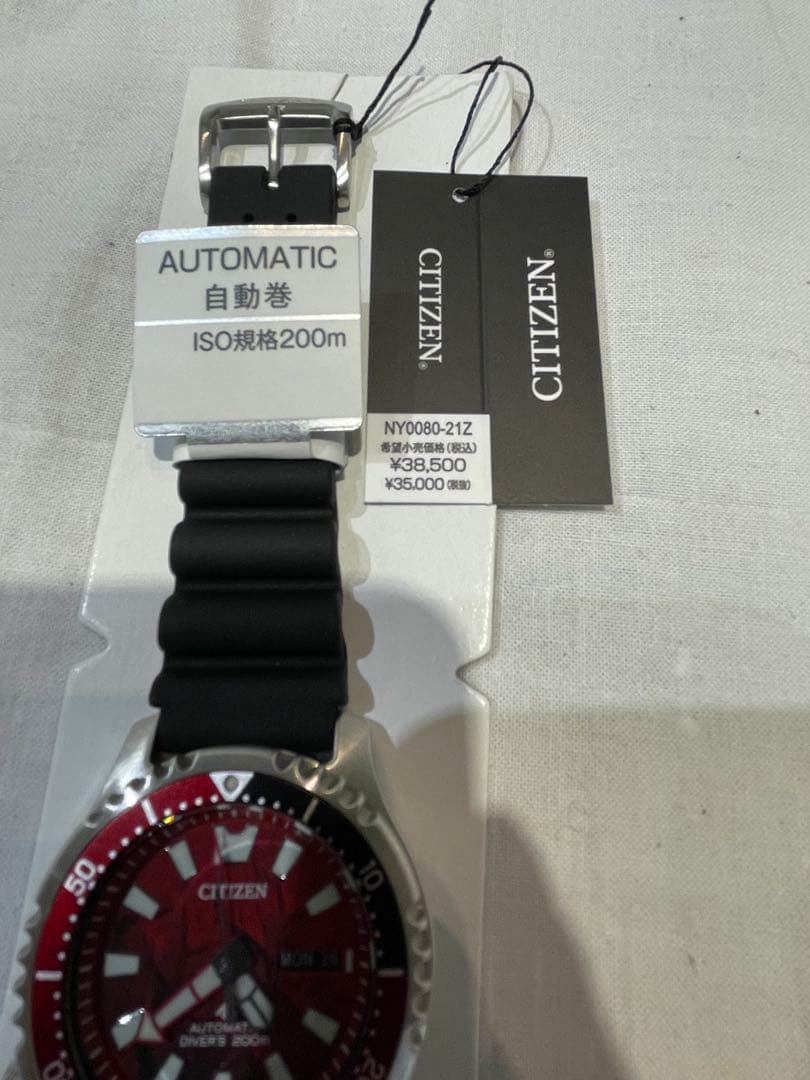 AUTOMATIC
自動巻
ISO規格200m
CITIZEN®
CITIZEN®
NY0080-21Z
希望小売価格(税込)
¥38,500
¥35,000(税抜)
50
10
CITIZEN
MON
AUTOMATIC
DIVER'S 200m